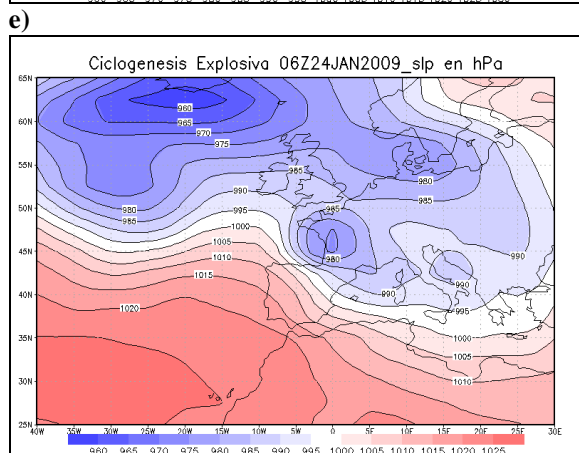 e)
Ciclogenesis Explosiva 06Z24JAN2009_slp en hPa
65N
60N
960
965
970
975
55N
985
980
990
980
985
50N
995
985
985
1000
45N
1005
1010
980
990
1015
990
40N
990
1020
995
35N
1000
1005
1010
30N
25N
40W 35W 30W 25W 20W 15W 10W 5W 0 5E 10E 15E 20E 25E 30E
960 965 970 975 980 985 990 995 1000 1005 1010 1015 1020 1025